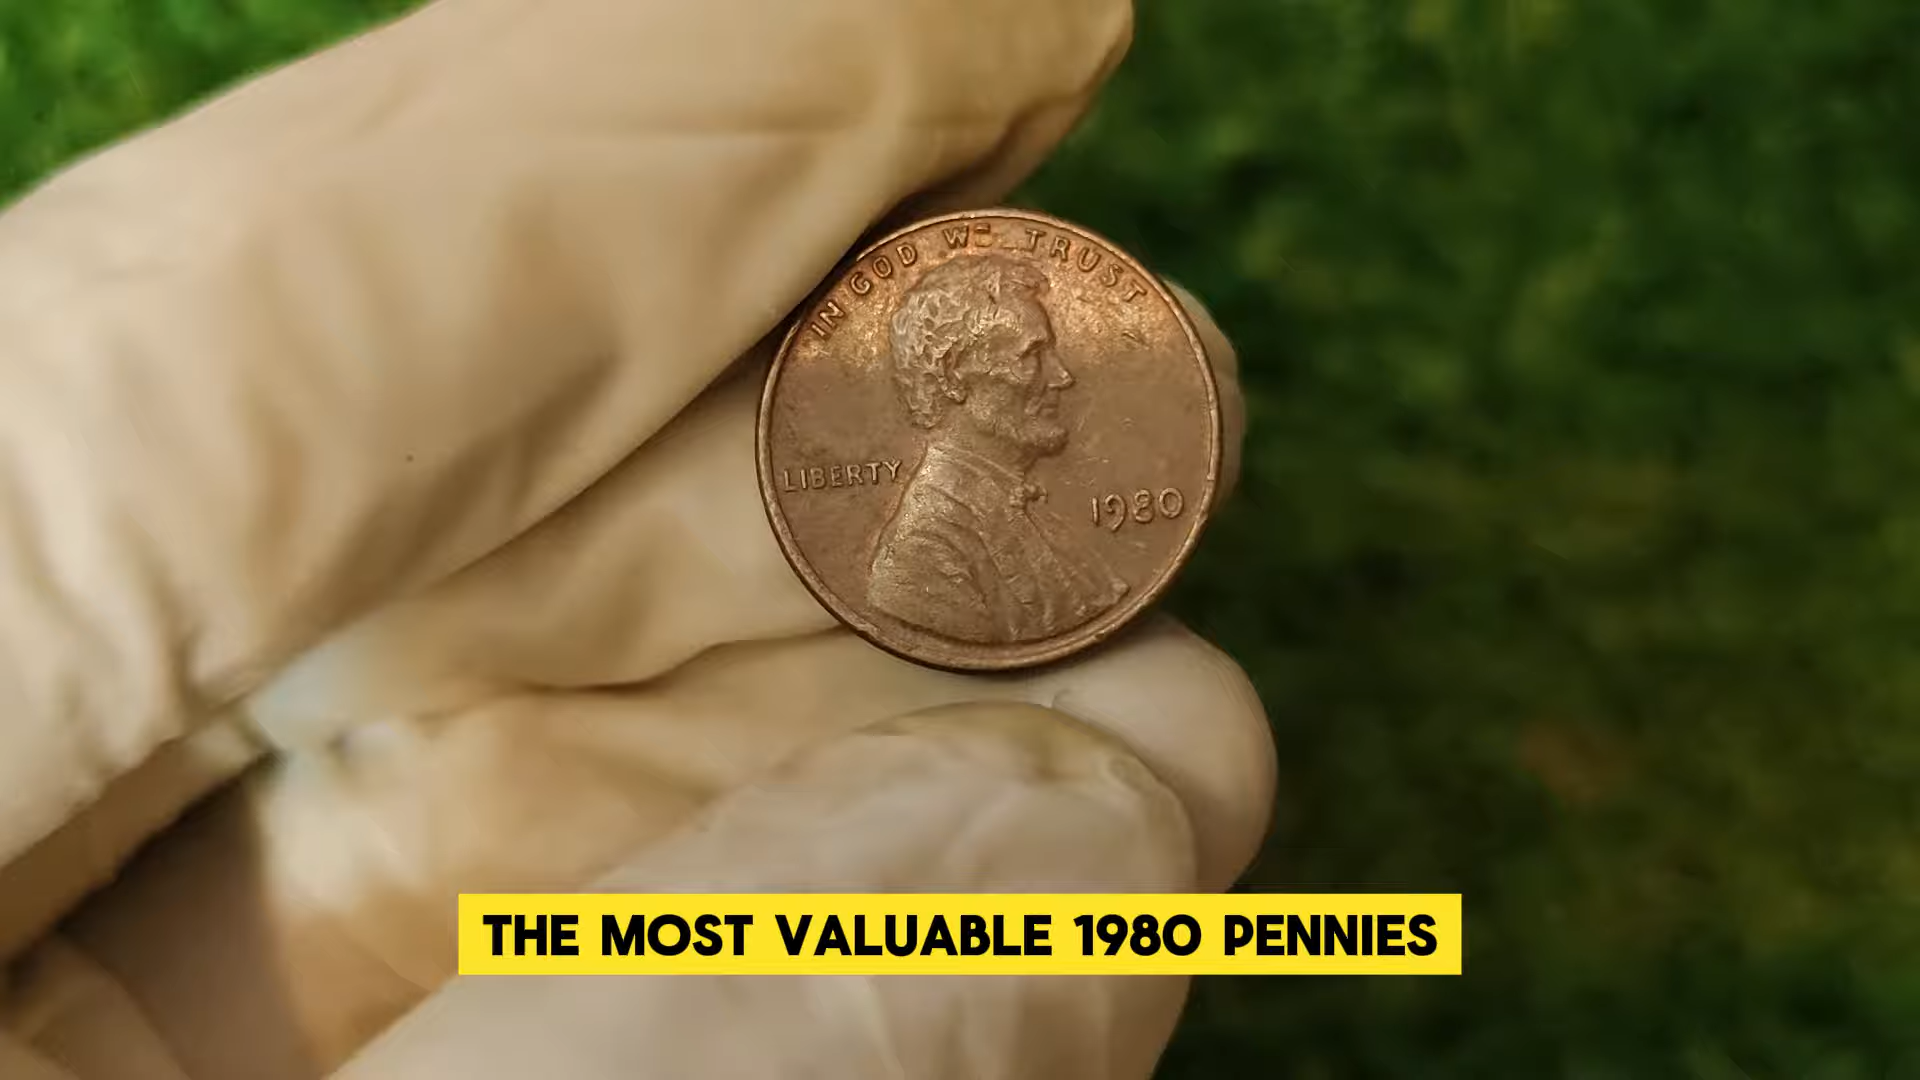 IN GOD WE TRUST
LIBERTY
1980
THE MOST VALUABLE 1980 PENNIES